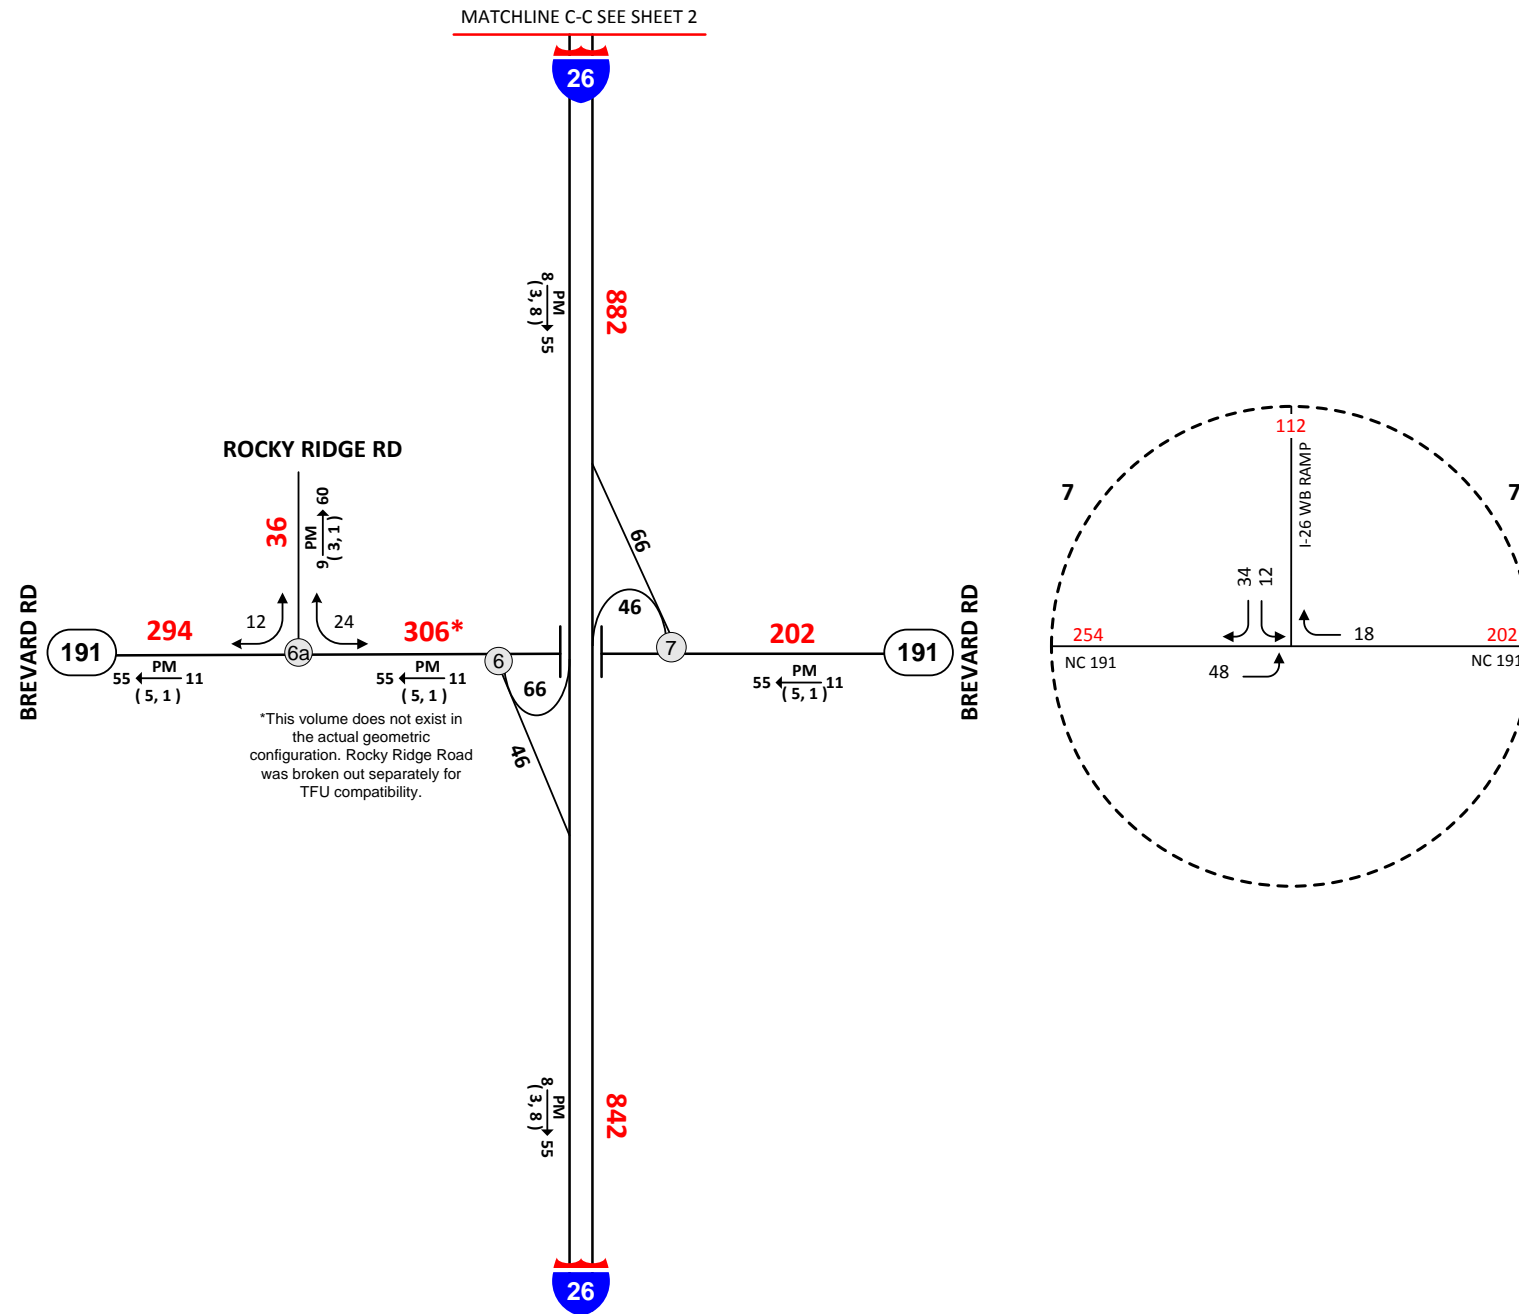 MATCHLINE C-C SEE SHEET 2
26
8
PM
( 3, 8 )
55
882
ROCKY RIDGE RD
36
9
PM
( 3, 1 )
60
12
24
BREVARD RD
191
294
PM
55
11
( 5, 1 )
6a
306*
PM
55
11
( 5, 1 )
6
66
46
*This volume does not exist in
the actual geometric
configuration. Rocky Ridge Road
was broken out separately for
TFU compatibility.
66
46
7
202
PM
55
11
( 5, 1 )
191
BREVARD RD
8
PM
( 3, 8 )
55
842
26
7
7
112
I-26 WB RAMP
34
12
18
48
254
NC 191
202
NC 191